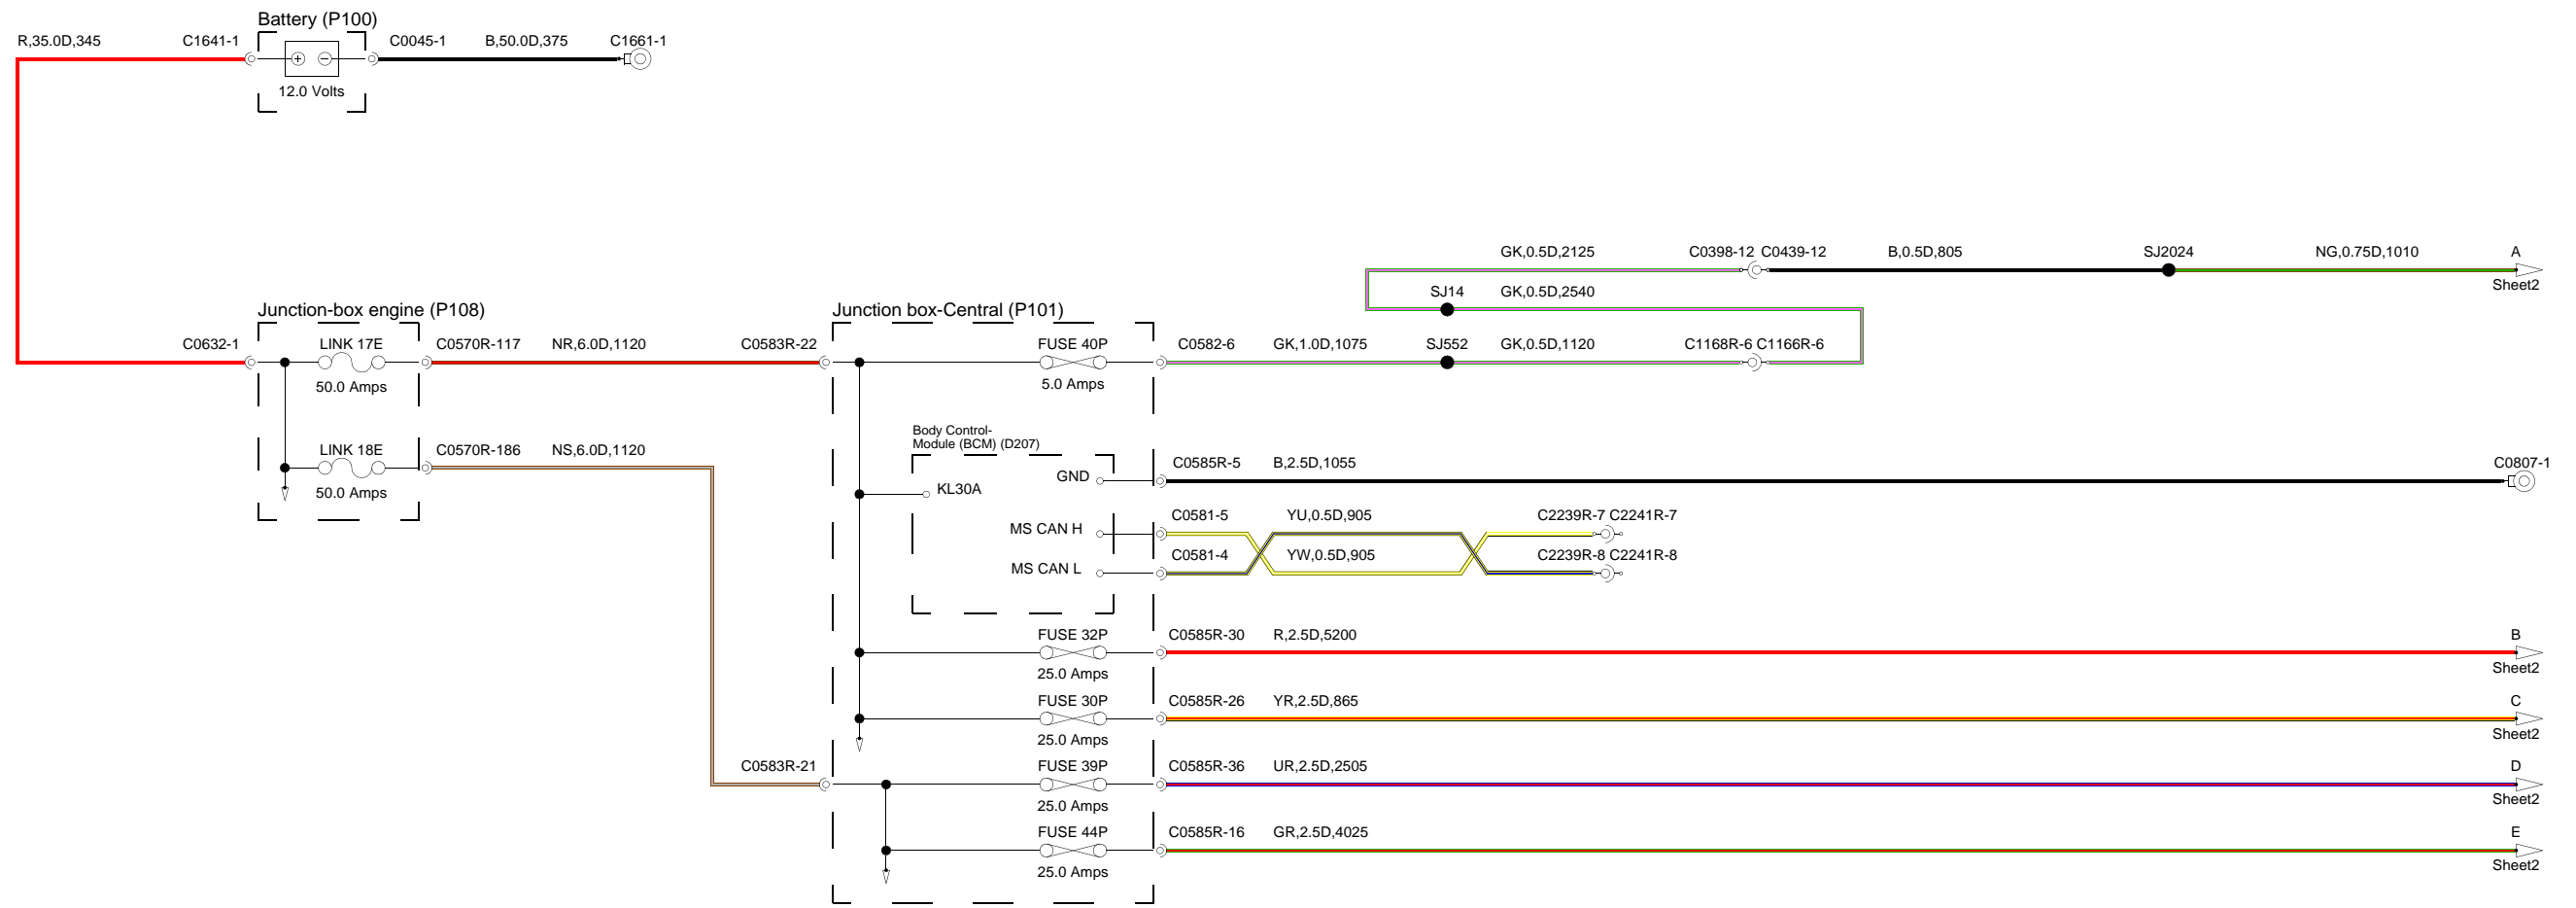 Battery (P100)
R,35.0D,345 C1641-1 C0045-1 B,50.0D,375 C1661-1
12.0 Volts
GK,0.5D,2125 C0398-12 C0439-12 B,0.5D,805 SJ2024 NG,0.75D,1010 A
Sheet2
SJ14 GK,0.5D,2540
Junction-box engine (P108) Junction box-Central (P101)
C0632-1 LINK 17E C0570R-117 NR,6.0D,1120 C0583R-22 FUSE 40P C0582-6 GK,1.0D,1075 SJ552 GK,0.5D,1120 C1168R-6 C1166R-6
50.0 Amps 5.0 Amps
Body Control-
Module (BCM) (D207)
LINK 18E C0570R-186 NS,6.0D,1120
50.0 Amps
GND C0585R-5 B,2.5D,1055 C0807-1
KL30A
MS CAN H C0581-5 YU,0.5D,905 C2239R-7 C2241R-7
MS CAN L C0581-4 YW,0.5D,905 C2239R-8 C2241R-8
FUSE 32P C0585R-30 R,2.5D,5200 B
25.0 Amps Sheet2
FUSE 30P C0585R-26 YR,2.5D,865 C
25.0 Amps Sheet2
C0583R-21 FUSE 39P C0585R-36 UR,2.5D,2505 D
25.0 Amps Sheet2
FUSE 44P C0585R-16 GR,2.5D,4025 E
25.0 Amps Sheet2